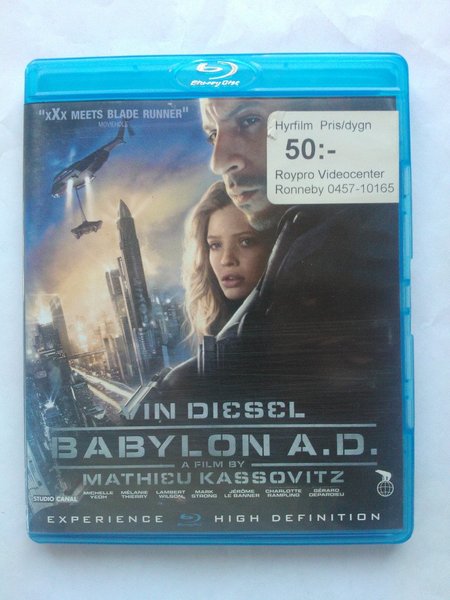 Blu-ray Disc
"xXx MEETS BLADE RUNNER"
MOVIEHOLE
Hyrfilm Pris/dygn
50:-
Roypro Videocenter
Ronneby 0457-10165
VIN DIESEL
BABYLON A.D.
A FILM BY
MATHIEU KASSOVITZ
STUDIO CANAL
MICHELLE YEOH MÉLANIE THIERRY LAMBERT WILSON MARK STRONG JÉRÔME LE BANNER CHARLOTTE RAMPLING GÉRARD DEPARDIEU
EXPERIENCE HIGH DEFINITION